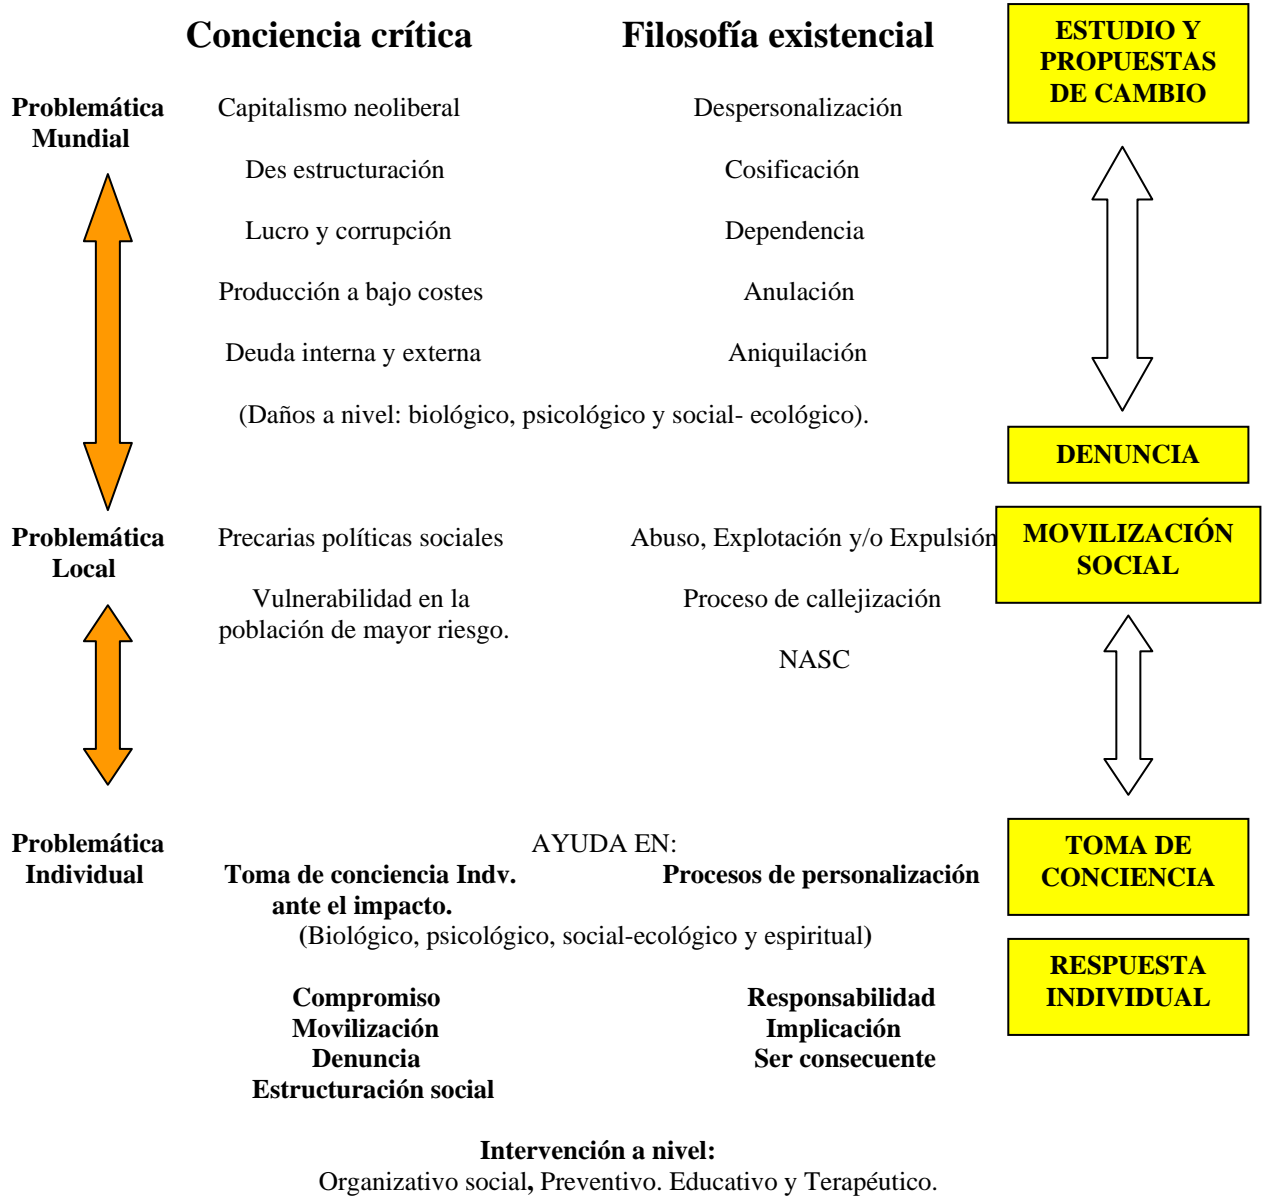 Conciencia crítica
Filosofía existencial
ESTUDIO Y
PROPUESTAS
DE CAMBIO
Problemática
Mundial
Capitalismo neoliberal
Despersonalización
Des estructuración
Cosificación
Lucro y corrupción
Dependencia
Producción a bajo costes
Anulación
Deuda interna y externa
Aniquilación
(Daños a nivel: biológico, psicológico y social- ecológico).
DENUNCIA
Problemática
Local
Precarias políticas sociales
Abuso, Explotación y/o Expulsión
MOVILIZACIÓN
SOCIAL
Vulnerabilidad en la
población de mayor riesgo.
Proceso de callejización
NASC
Problemática
Individual
AYUDA EN:
Toma de conciencia Indv.
ante el impacto.
Procesos de personalización
(Biológico, psicológico, social-ecológico y espiritual)
TOMA DE
CONCIENCIA
RESPUESTA
INDIVIDUAL
Compromiso
Movilización
Denuncia
Estructuración social
Responsabilidad
Implicación
Ser consecuente
Intervención a nivel:
Organizativo social, Preventivo. Educativo y Terapéutico.